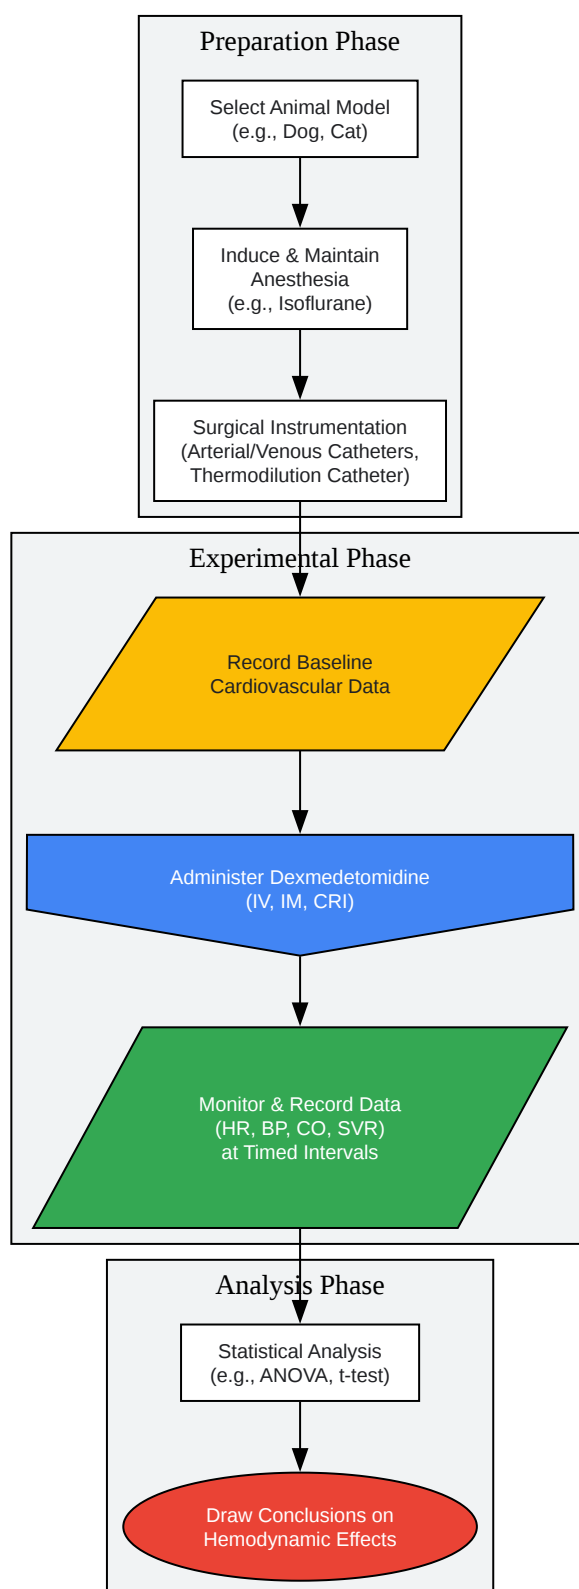 Preparation Phase
Select Animal Model
(e.g., Dog, Cat)
Induce & Maintain
Anesthesia
(e.g., Isoflurane)
Surgical Instrumentation
(Arterial/Venous Catheters,
Thermodilution Catheter)
Experimental Phase
Record Baseline
Cardiovascular Data
Administer Dexmedetomidine
(IV, IM, CRI)
Monitor & Record Data
(HR, BP, CO, SVR)
at Timed Intervals
Analysis Phase
Statistical Analysis
(e.g., ANOVA, t-test)
Draw Conclusions on
Hemodynamic Effects